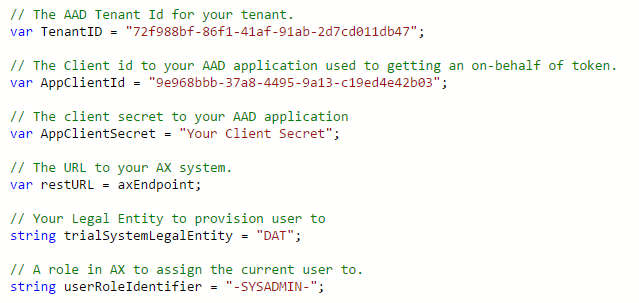 // The AAD Tenant Id for your tenant.
var TenantID = "72f988bf-86f1-41af-91ab-2d7cd011db47";
// The Client id to your AAD application used to getting an on-behalf of token.
var AppClientId = "9e968bbb-37a8-4495-9a13-c19ed4e42b03";
// The client secret to your AAD application
var AppClientSecret = "Your Client Secret";
// The URL to your AX system.
var restURL = axEndpoint;
// Your Legal Entity to provision user to
string trialSystemLegalEntity = "DAT";
// A role in AX to assign the current user to.
string userRoleIdentifier = "-SYSADMIN-";